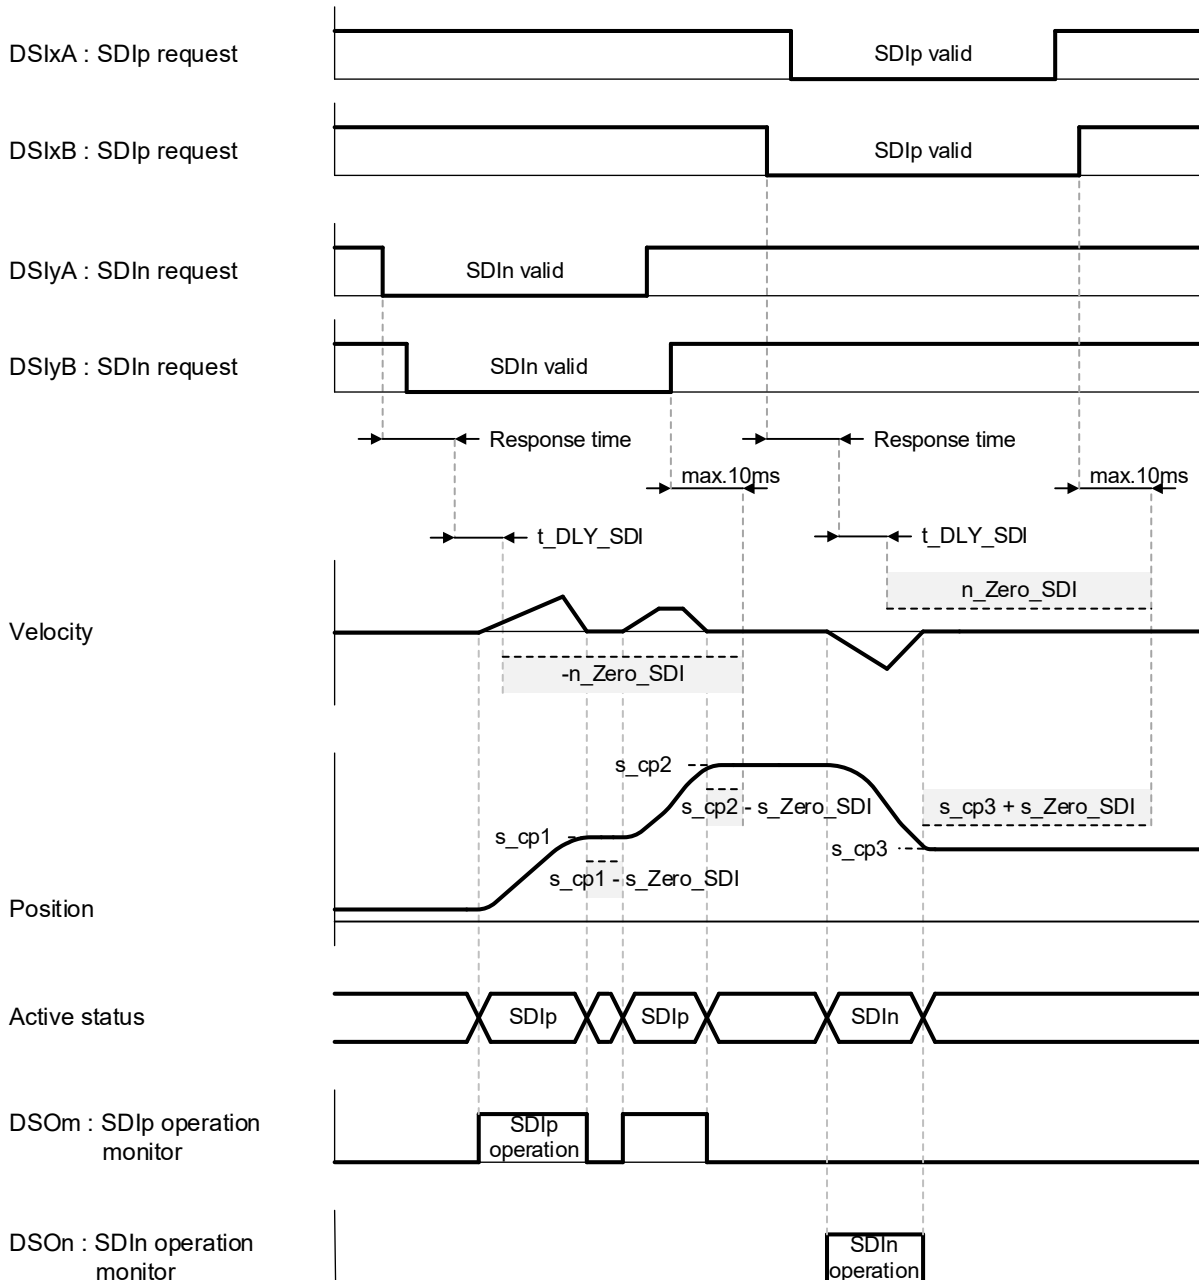 DSIxA : SDIp request
SDIp valid
DSIxB : SDIp request
SDIp valid
DSIyA : SDIn request
SDIn valid
DSIyB : SDIn request
SDIn valid
Response time
Response time
max.10ms
max.10ms
t_DLY_SDI
t_DLY_SDI
n_Zero_SDI
Velocity
-n_Zero_SDI
s_cp2
s_cp2 - s_Zero_SDI
s_cp3 + s_Zero_SDI
s_cp1
s_cp3
s_cp1 - s_Zero_SDI
Position
Active status
SDIp
SDIp
SDIn
DSOm : SDIp operation
monitor
SDIp
operation
DSOn : SDIn operation
monitor
SDIn
operation